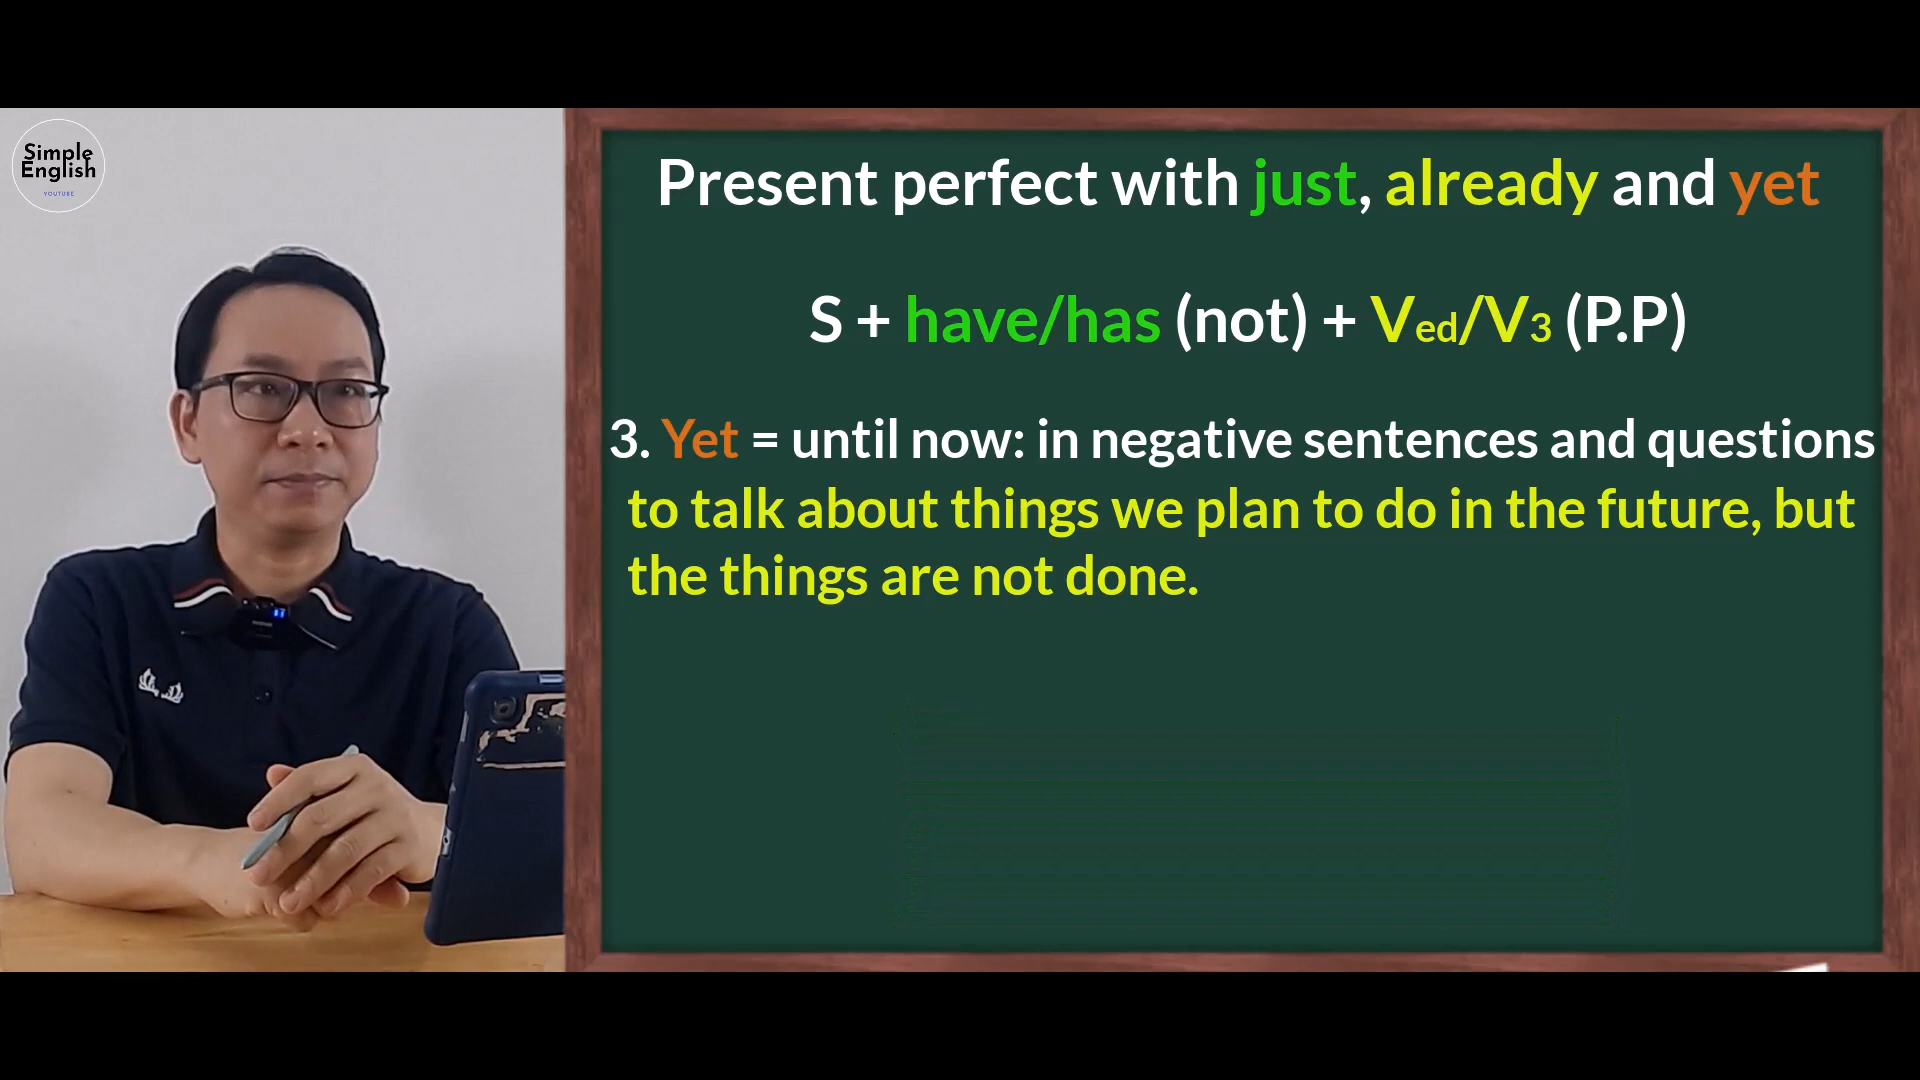 Simple
English
YOUTUBE
Present perfect with just, already and yet
S + have/has (not) + Ved/V3 (P.P)
3. Yet = until now: in negative sentences and questions
to talk about things we plan to do in the future, but
the things are not done.